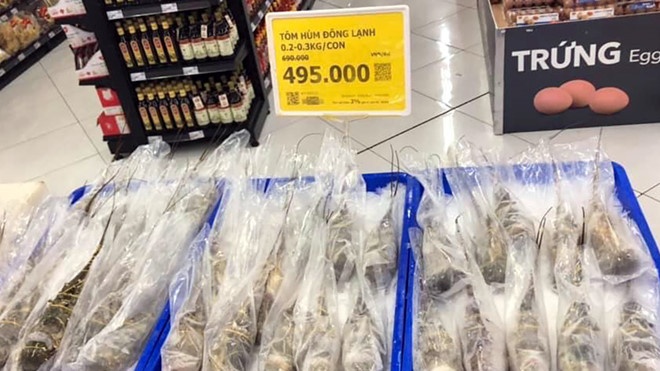 TÔM HÙM ĐÔNG LẠNH
0.2-0.3KG/CON
690.000
495.000
TRỨNG Egg